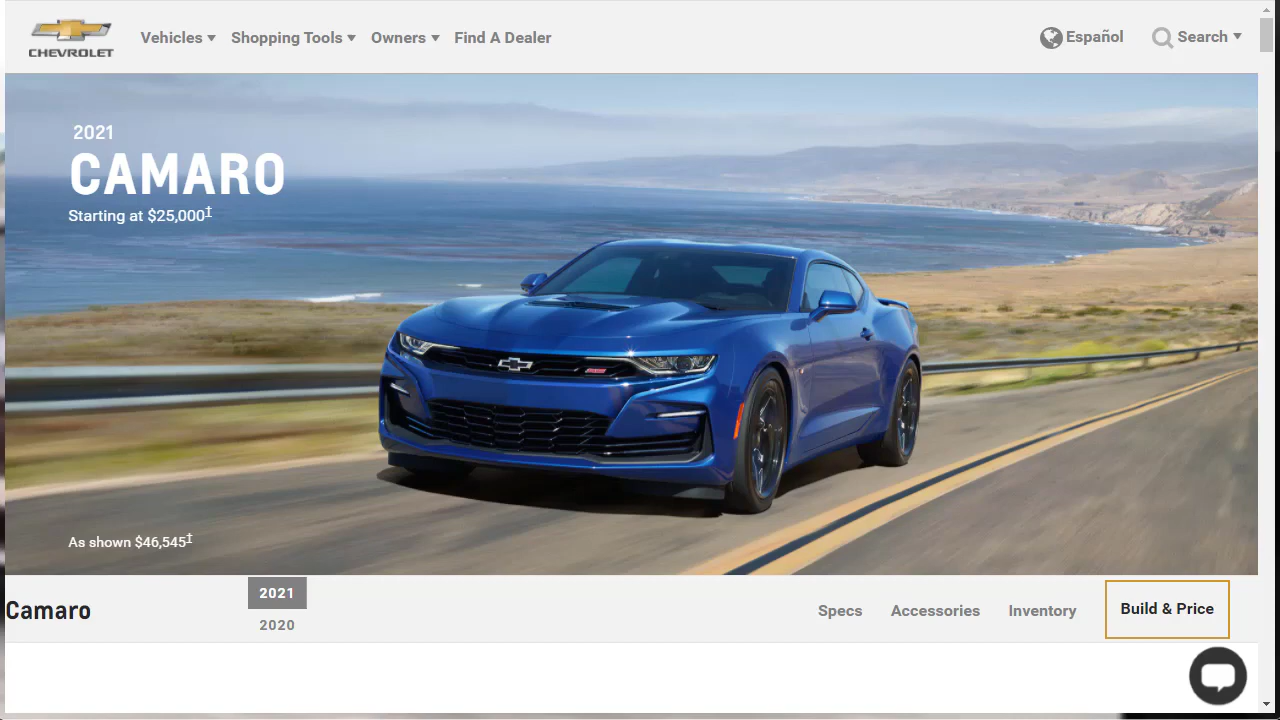 CHEVROLET
Vehicles
Shopping Tools
Owners
Find A Dealer
Español
Search
2021
CAMARO
Starting at $25,000‡
As shown $46,545‡
Camaro
2021
2020
Specs
Accessories
Inventory
Build & Price